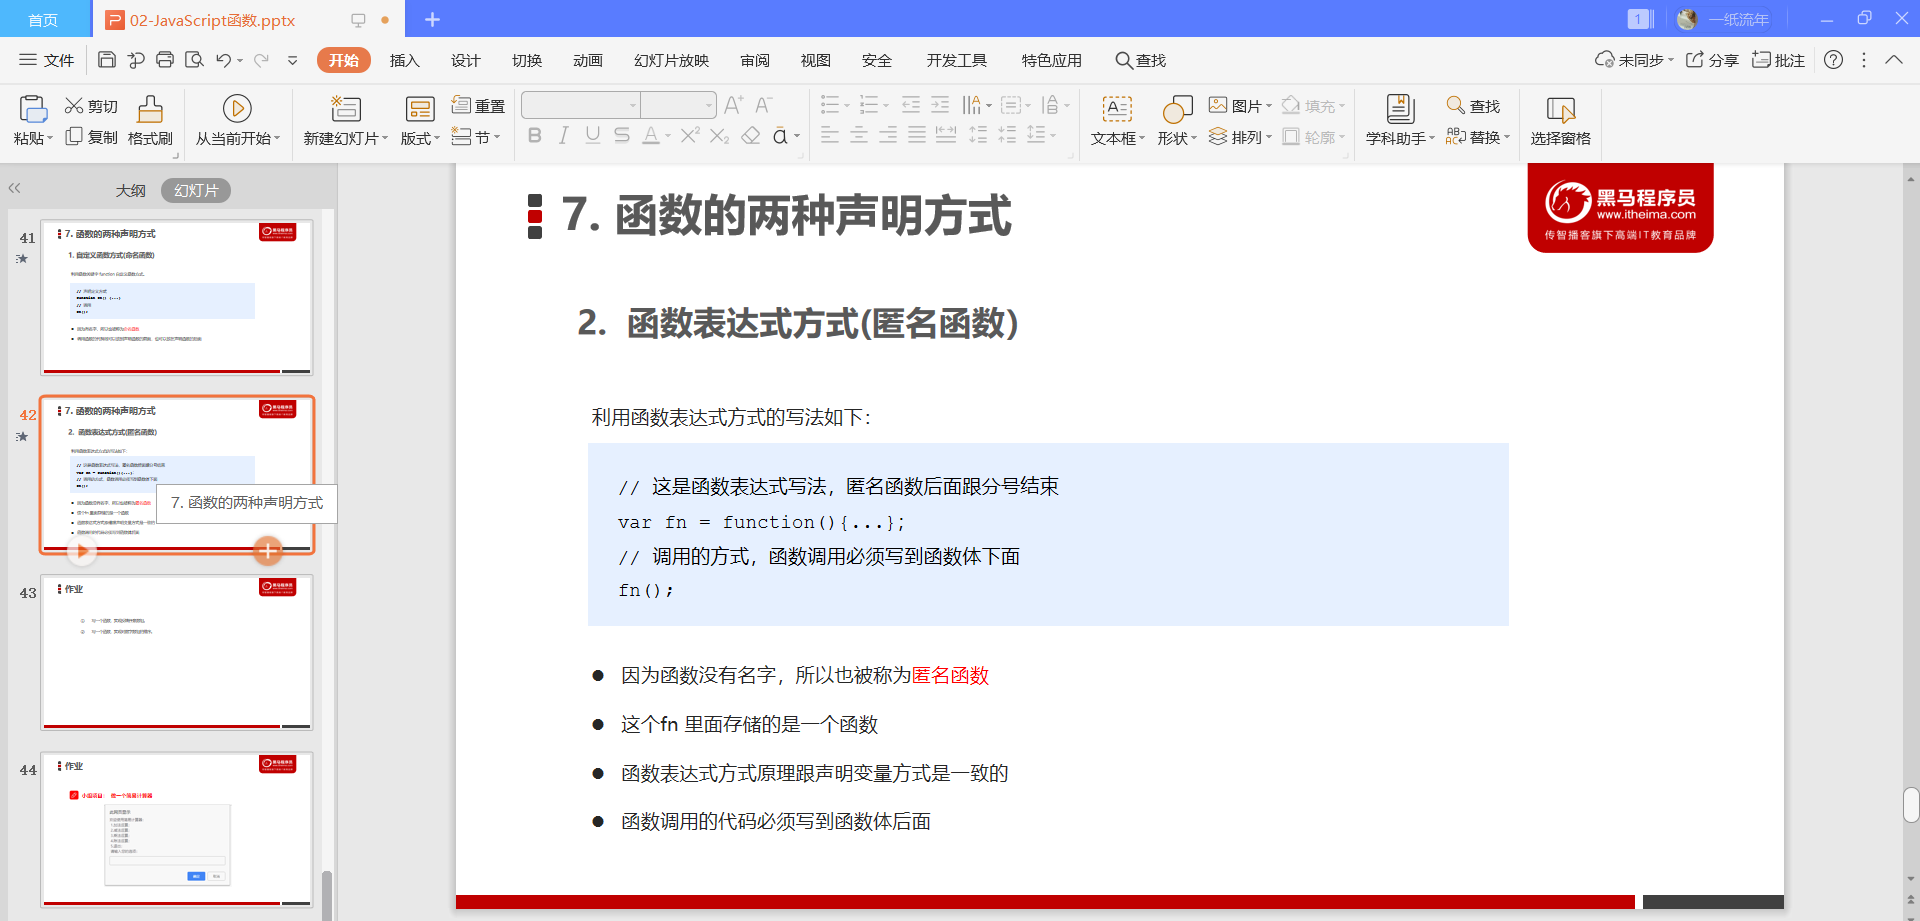 首页
02-JavaScript函数.pptx
1
一纸流年
文件
开始
插入
设计
切换
动画
幻灯片放映
审阅
视图
安全
开发工具
特色应用
查找
未同步
分享
批注
粘贴
剪切
复制
格式刷
从当前开始
新建幻灯片
版式
重置
节
文本框
形状
图片
排列
填充
轮廓
学科助手
查找
替换
选择窗格
大纲
幻灯片
41
7. 函数的两种声明方式
1. 自定义函数方式(命名函数)
42
7. 函数的两种声明方式
2. 函数表达式方式(匿名函数)
7. 函数的两种声明方式
43
作业
44
作业
7. 函数的两种声明方式
黑马程序员
www.itheima.com
传智播客旗下高端IT教育品牌
2. 函数表达式方式(匿名函数)
利用函数表达式方式的写法如下：
// 这是函数表达式写法，匿名函数后面跟分号结束
var fn = function(){...};
// 调用的方式，函数调用必须写到函数体下面
fn();
● 因为函数没有名字，所以也被称为匿名函数
● 这个fn 里面存储的是一个函数
● 函数表达式方式原理跟声明变量方式是一致的
● 函数调用的代码必须写到函数体后面